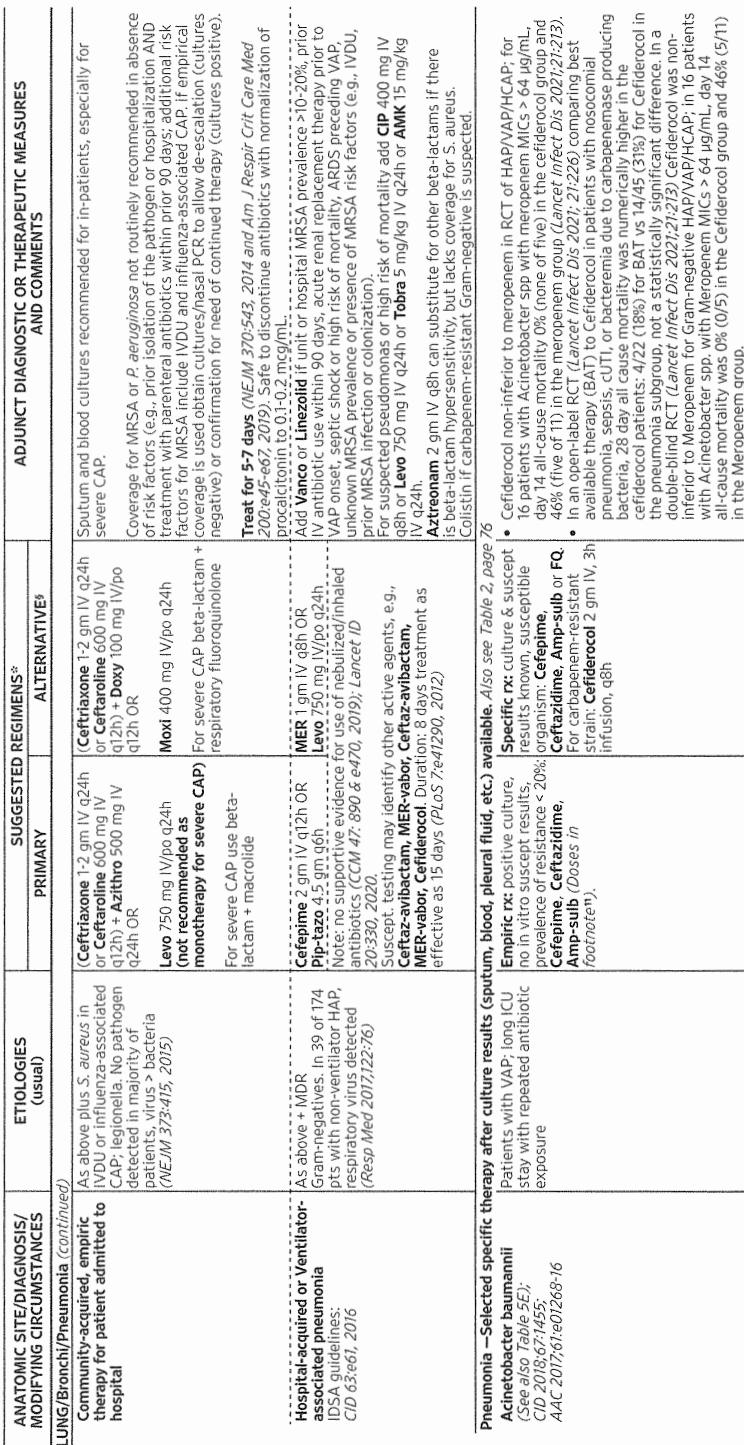 ANATOMIC SITE/DIAGNOSIS/
MODIFYING CIRCUMSTANCES
ETIOLOGIES
(usual)
SUGGESTED REGIMENS*
PRIMARY
ALTERNATIVE§
ADJUNCT DIAGNOSTIC OR THERAPEUTIC MEASURES
AND COMMENTS
LUNG/Bronchi/Pneumonia (continued)
Community-acquired, empiric
therapy for patient admitted to
hospital
As above plus S. aureus in
IVDU or influenza-associated
CAP; legionella. No pathogen
detected in majority of
patients, virus > bacteria
(NEJM 373:415, 2015)
(Ceftriaxone 1-2 gm IV q24h
or Ceftaroline 600 mg IV
q12h) + Azithro 500 mg IV
q24h OR
Levo 750 mg IV/po q24h
(not recommended as
monotherapy for severe CAP)
For severe CAP use beta-
lactam + macrolide
(Ceftriaxone 1-2 gm IV q24h
or Ceftaroline 600 mg IV
q12h) + Doxy 100 mg IV/po
q12h OR
Moxi 400 mg IV/po q24h
For severe CAP beta-lactam +
respiratory fluoroquinolone
Sputum and blood cultures recommended for in-patients, especially for
severe CAP.
Coverage for MRSA or P. aeruginosa not routinely recommended in absence
of risk factors (e.g., prior isolation of the pathogen or hospitalization AND
treatment with parenteral antibiotics within prior 90 days; additional risk
factors for MRSA include IVDU and influenza-associated CAP. if empirical
coverage is used obtain cultures/nasal PCR to allow de-escalation (cultures
negative) or confirmation for need of continued therapy (cultures positive).
Treat for 5-7 days (NEJM 370:543, 2014 and Am J Respir Crit Care Med
200:e45-e67, 2019). Safe to discontinue antibiotics with normalization of
procalcitonin to 0.1-0.2 mcg/mL
Hospital-acquired or Ventilator-
associated pneumonia
IDSA guidelines:
CID 63:e61, 2016
As above + MDR
Gram-negatives. In 39 of 174
pts with non-ventilator HAP,
respiratory virus detected
(Resp Med 2017,122:76)
Cefepime 2 gm IV q12h OR
Pip-tazo 4.5 gm q6h
MER 1 gm IV q8h OR
Levo 750 mg IV/po q24h
Note: no supportive evidence for use of nebulized/inhaled
antibiotics (CCM 47: 890 & e470, 2019); Lancet ID
20:330, 2020.
Suscept. testing may identify other active agents, e.g.,
Ceftaz-avibactam, MER-vabor, Ceftaz-avibactam,
MER-vabor, Cefiderocol. Duration: 8 days treatment as
effective as 15 days (PLoS 7:e41290, 2012)
Add Vanco or Linezolid if unit or hospital MRSA prevalence >10-20%, prior
IV antibiotic use within 90 days, acute renal replacement therapy prior to
VAP onset, septic shock or high risk of mortality, ARDS preceding VAP,
unknown MRSA prevalence or presence of MRSA risk factors (e.g., IVDU,
prior MRSA infection or colonization).
For suspected pseudomonas or high risk of mortality add CIP 400 mg IV
q8h or Levo 750 mg IV q24h or Tobra 5 mg/kg IV q24h or AMK 15 mg/kg
IV q24h.
Aztreonam 2 gm IV q8h can substitute for other beta-lactams if there
is beta-lactam hypersensitivity, but lacks coverage for S. aureus.
Colistin if carbapenem-resistant Gram-negative is suspected.
Pneumonia —Selected specific therapy after culture results (sputum, blood, pleural fluid, etc.) available. Also see Table 2, page 76
Acinetobacter baumannii
(See also Table 5E);
CID 2018;67:1455;
AAC 2017;61:e01268-16
Patients with VAP; long ICU
stay with repeated antibiotic
exposure
Empiric rx: positive culture,
no in vitro suscept results,
prevalence of resistance < 20%:
Cefepime, Ceftazidime,
Amp-sulb (Doses in
footnote¹¹).
Specific rx: culture & suscept
results known, susceptible
organism: Cefepime,
Ceftazidime, Amp-sulb or FQ.
For carbapenem-resistant
strain: Cefiderocol 2 gm IV, 3h
infusion, q8h
• Cefiderocol non-inferior to meropenem in RCT of HAP/VAP/HCAP; for
16 patients with Acinetobacter spp with meropenem MICs > 64 µg/mL,
day 14 all-cause mortality 0% (none of five) in the cefiderocol group and
46% (five of 11) in the meropenem group (Lancet Infect Dis 2021;21:213).
• In an open-label RCT (Lancet Infect Dis 2021; 21:226) comparing best
available therapy (BAT) to Cefiderocol in patients with nosocomial
pneumonia, sepsis, cUTI, or bacteremia due to carbapenemase producing
bacteria, 28 day all cause mortality was numerically higher in the
cefiderocol patients: 4/22 (18%) for BAT vs 14/45 (31%) for Cefiderocol in
the pneumonia subgroup, not a statistically significant difference. In a
double-blind RCT (Lancet Infect Dis 2021;21:213) Cefiderocol was non-
inferior to Meropenem for Gram-negative HAP/VAP/HCAP; in 16 patients
with Acinetobacter spp. with Meropenem MICs > 64 µg/mL, day 14
all-cause mortality was 0% (0/5) in the Cefiderocol group and 46% (5/11)
in the Meropenem group.